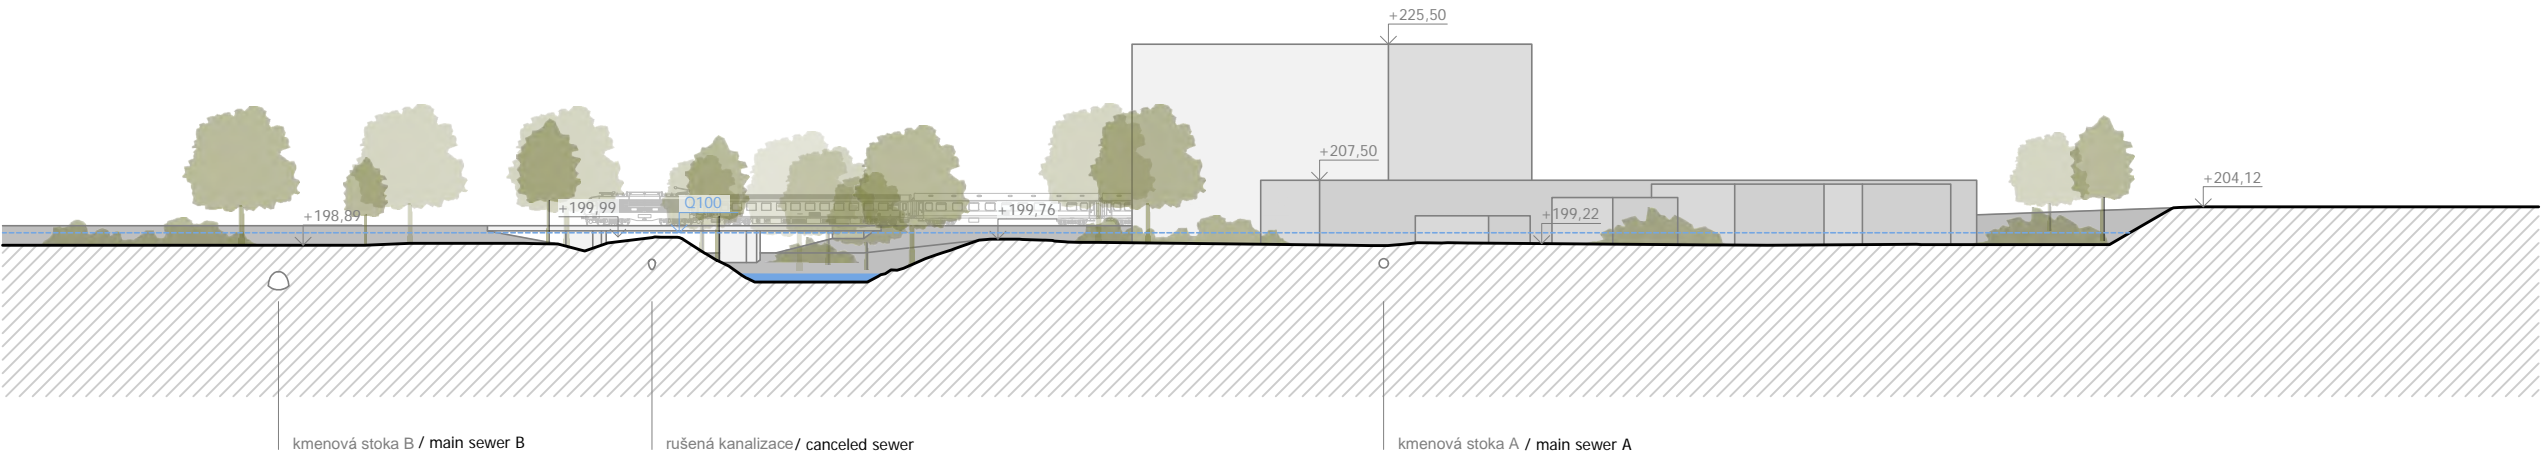 +225,50
+207,50
+204,12
Q100
+199,99
+199,76
+198,89
+199,22
kmenová stoka B / main sewer B
rušená kanalizace / canceled sewer
kmenová stoka A / main sewer A